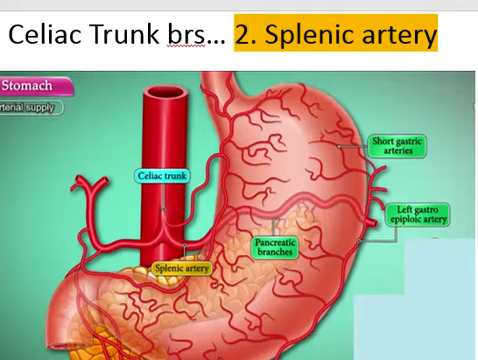 Celiac Trunk brs... 2. Splenic artery
Stomach
rterial supply
Celiac trunk
Short gastric
arteries
Left gastro
epiploic artery
Pancreatic
branches
Splenic artery